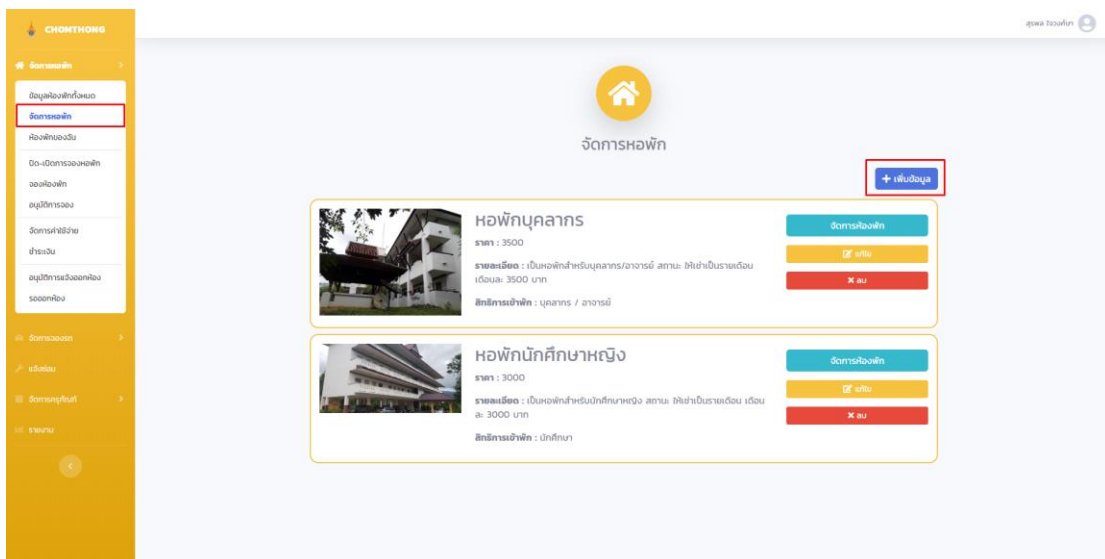 CHONTHONG
สุรพล ใจวงค์ษา
จัดการหอพัก
ข้อมูลห้องพักทั้งหมด
จัดการหอพัก
ห้องพักของฉัน
ปิด-เปิดการจองหอพัก
จองห้องพัก
อนุมัติการจอง
จัดการค่าใช้จ่าย
ชำระเงิน
อนุมัติการแจ้งออกห้อง
รอออกห้อง
จัดการจองรถ
แจ้งซ่อม
จัดการครุภัณฑ์
รายงาน
จัดการหอพัก
+ เพิ่มข้อมูล
หอพักบุคลากร
ราคา : 3500
รายละเอียด : เป็นหอพักสำหรับบุคลากร/อาจารย์ สถานะ ให้เช่าเป็นรายเดือน
เดือนละ 3500 บาท
สิทธิการเข้าพัก : บุคลากร / อาจารย์
จัดการห้องพัก
แก้ไข
ลบ
หอพักนักศึกษาหญิง
ราคา : 3000
รายละเอียด : เป็นหอพักสำหรับนักศึกษาหญิง สถานะ ให้เช่าเป็นรายเดือน เดือน
ละ 3000 บาท
สิทธิการเข้าพัก : นักศึกษา
จัดการห้องพัก
แก้ไข
ลบ